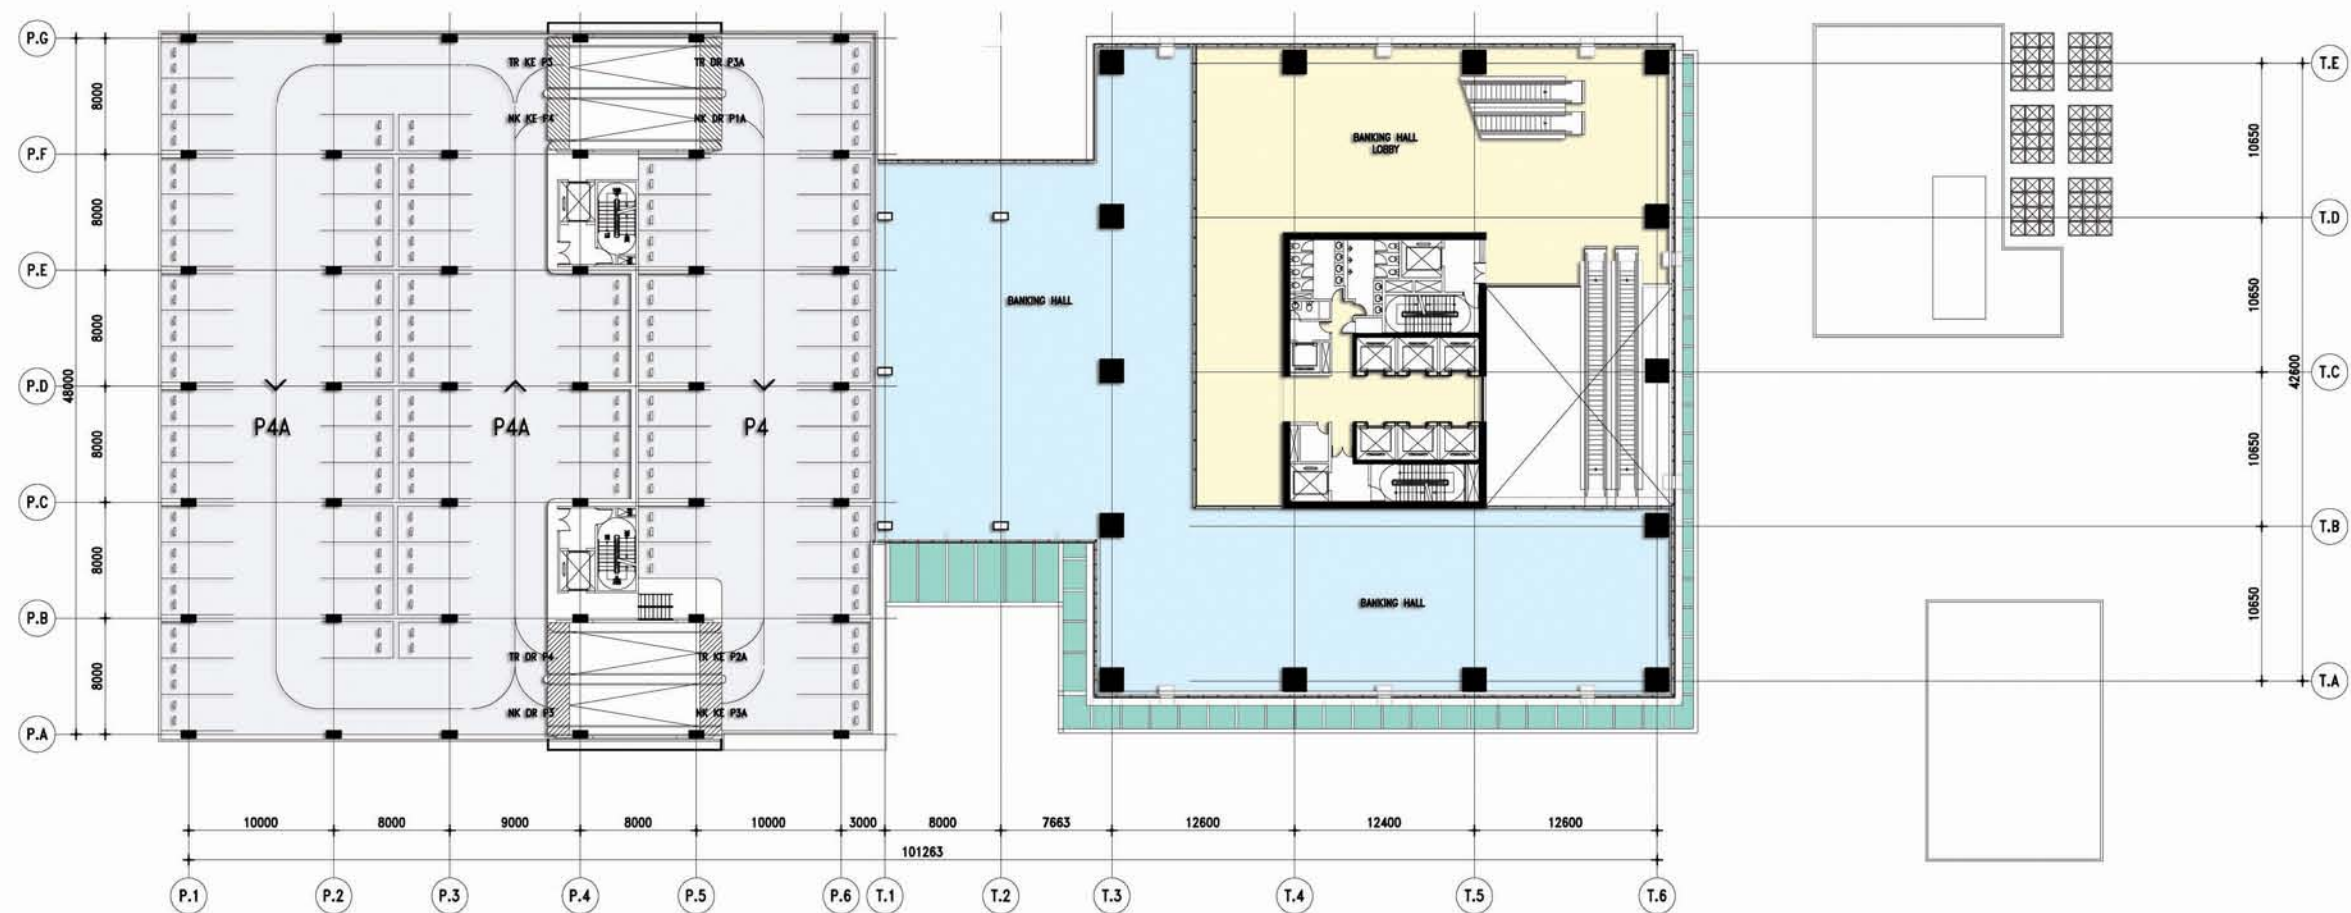 P.G
P.F
P.E
P.D
P.C
P.B
P.A
48000
8000
8000
8000
8000
8000
8000
TR KE P3
TR DR P3A
NK KE P4
NK DR P1A
P4A
P4A
P4
TR DR P4
TR KE P2A
NK DR P3
NK KE P3A
BANKING HALL
BANKING HALL
LOBBY
BANKING HALL
T.E
T.D
T.C
T.B
T.A
10650
10650
10650
10650
42600
10000
8000
9000
8000
10000
3000
8000
7663
12600
12400
12600
101263
P.1
P.2
P.3
P.4
P.5
P.6
T.1
T.2
T.3
T.4
T.5
T.6